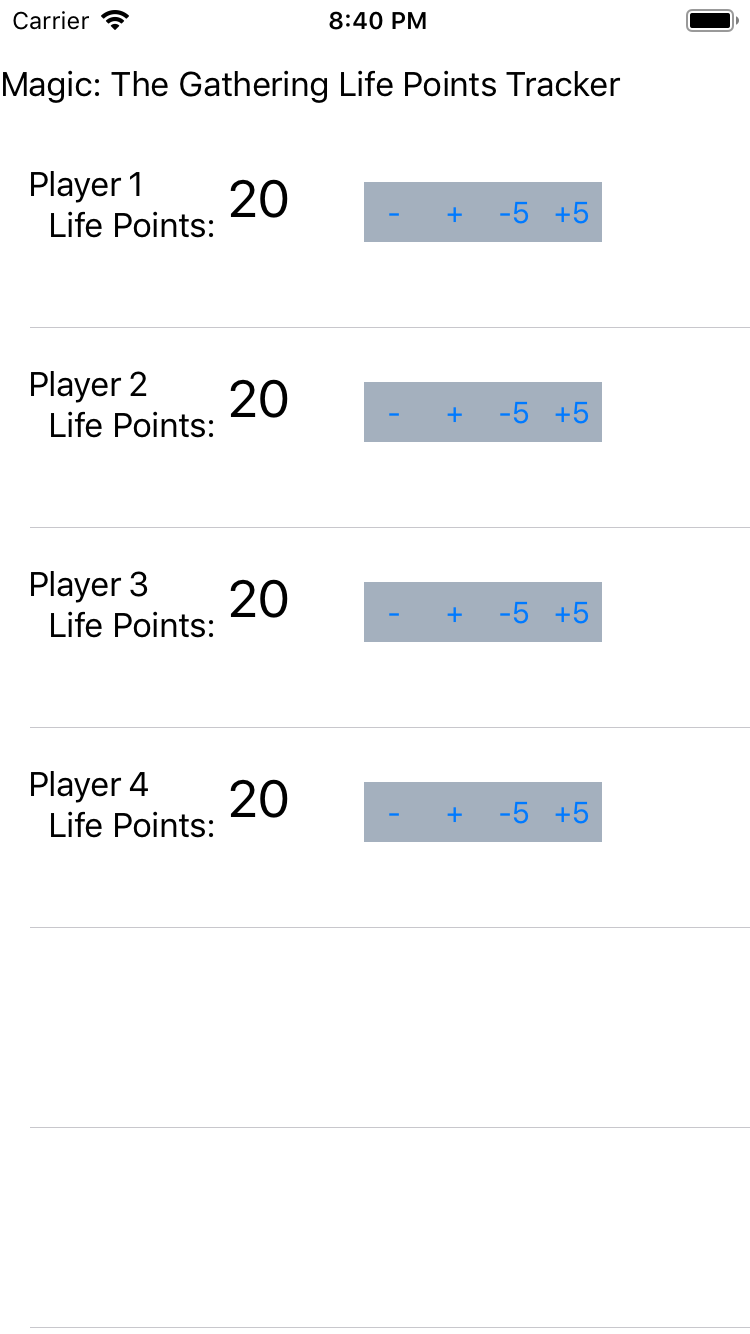 Carrier 8:40 PM
Magic: The Gathering Life Points Tracker
Player 1
Life Points: 20 - + -5 +5
Player 2
Life Points: 20 - + -5 +5
Player 3
Life Points: 20 - + -5 +5
Player 4
Life Points: 20 - + -5 +5